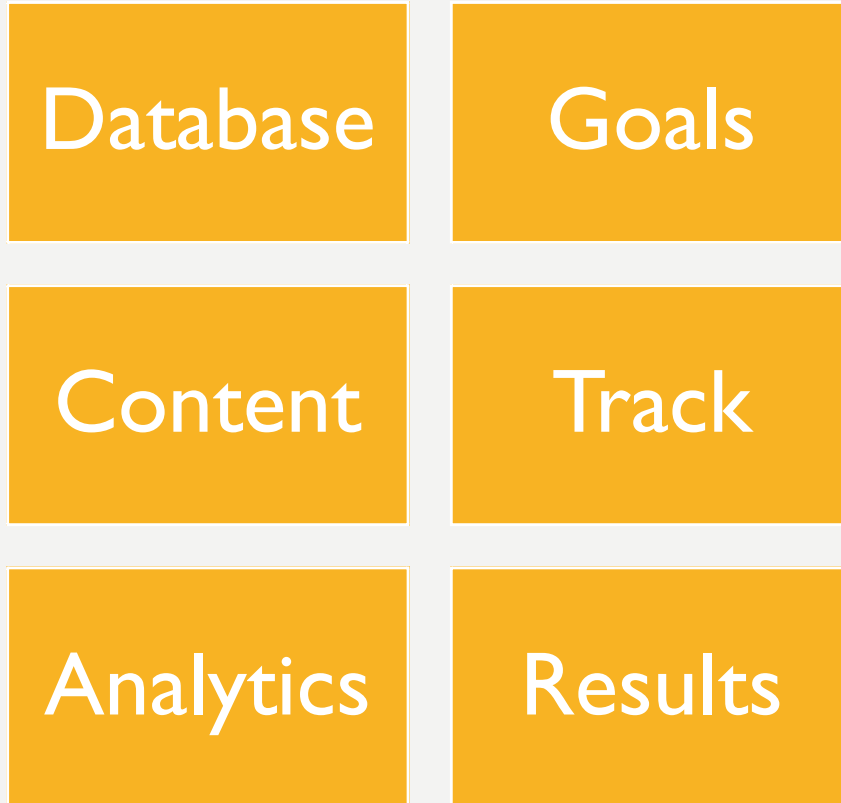 Database
Goals
Content
Track
Analytics
Results